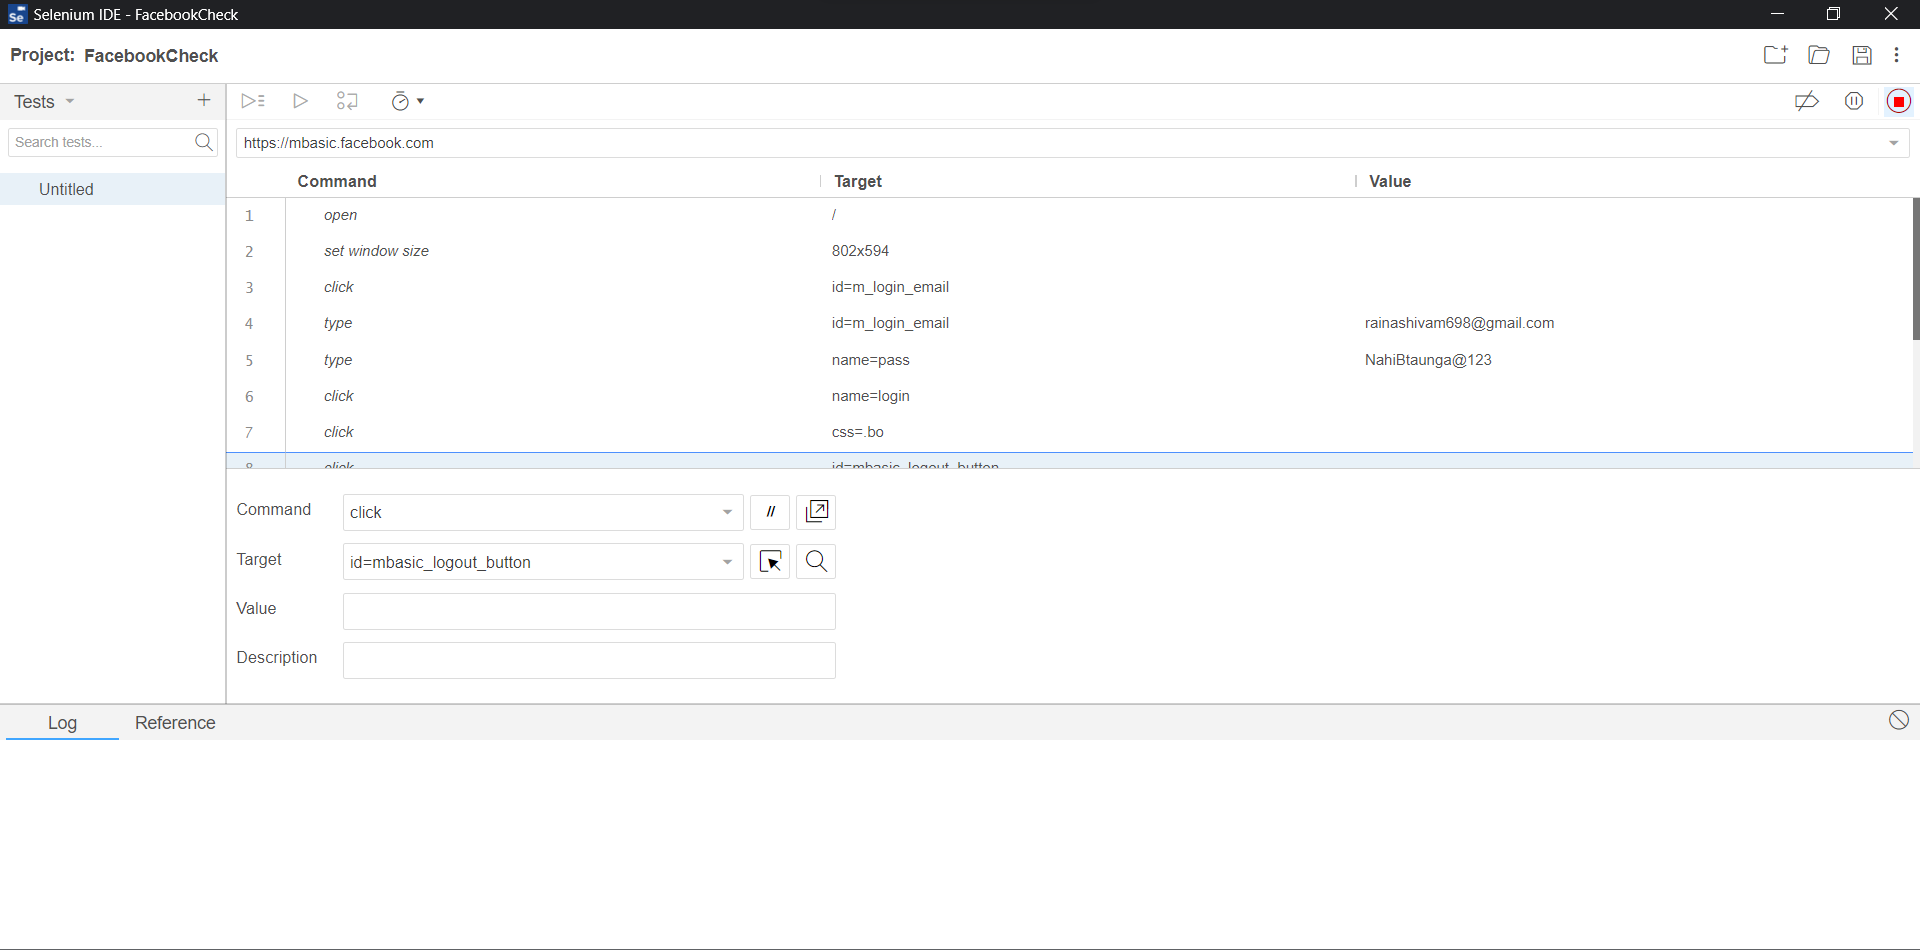 Selenium IDE - FacebookCheck
Project: FacebookCheck
Tests
Search tests...
https://mbasic.facebook.com
Untitled
Command Target Value
1 open /
2 set window size 802x594
3 click id=m_login_email
4 type id=m_login_email rainashivam698@gmail.com
5 type name=pass NahiBtaunga@123
6 click name=login
7 click css=.bo
8 click id=mbasic_logout_button
Command click //
Target id=mbasic_logout_button
Value
Description
Log Reference